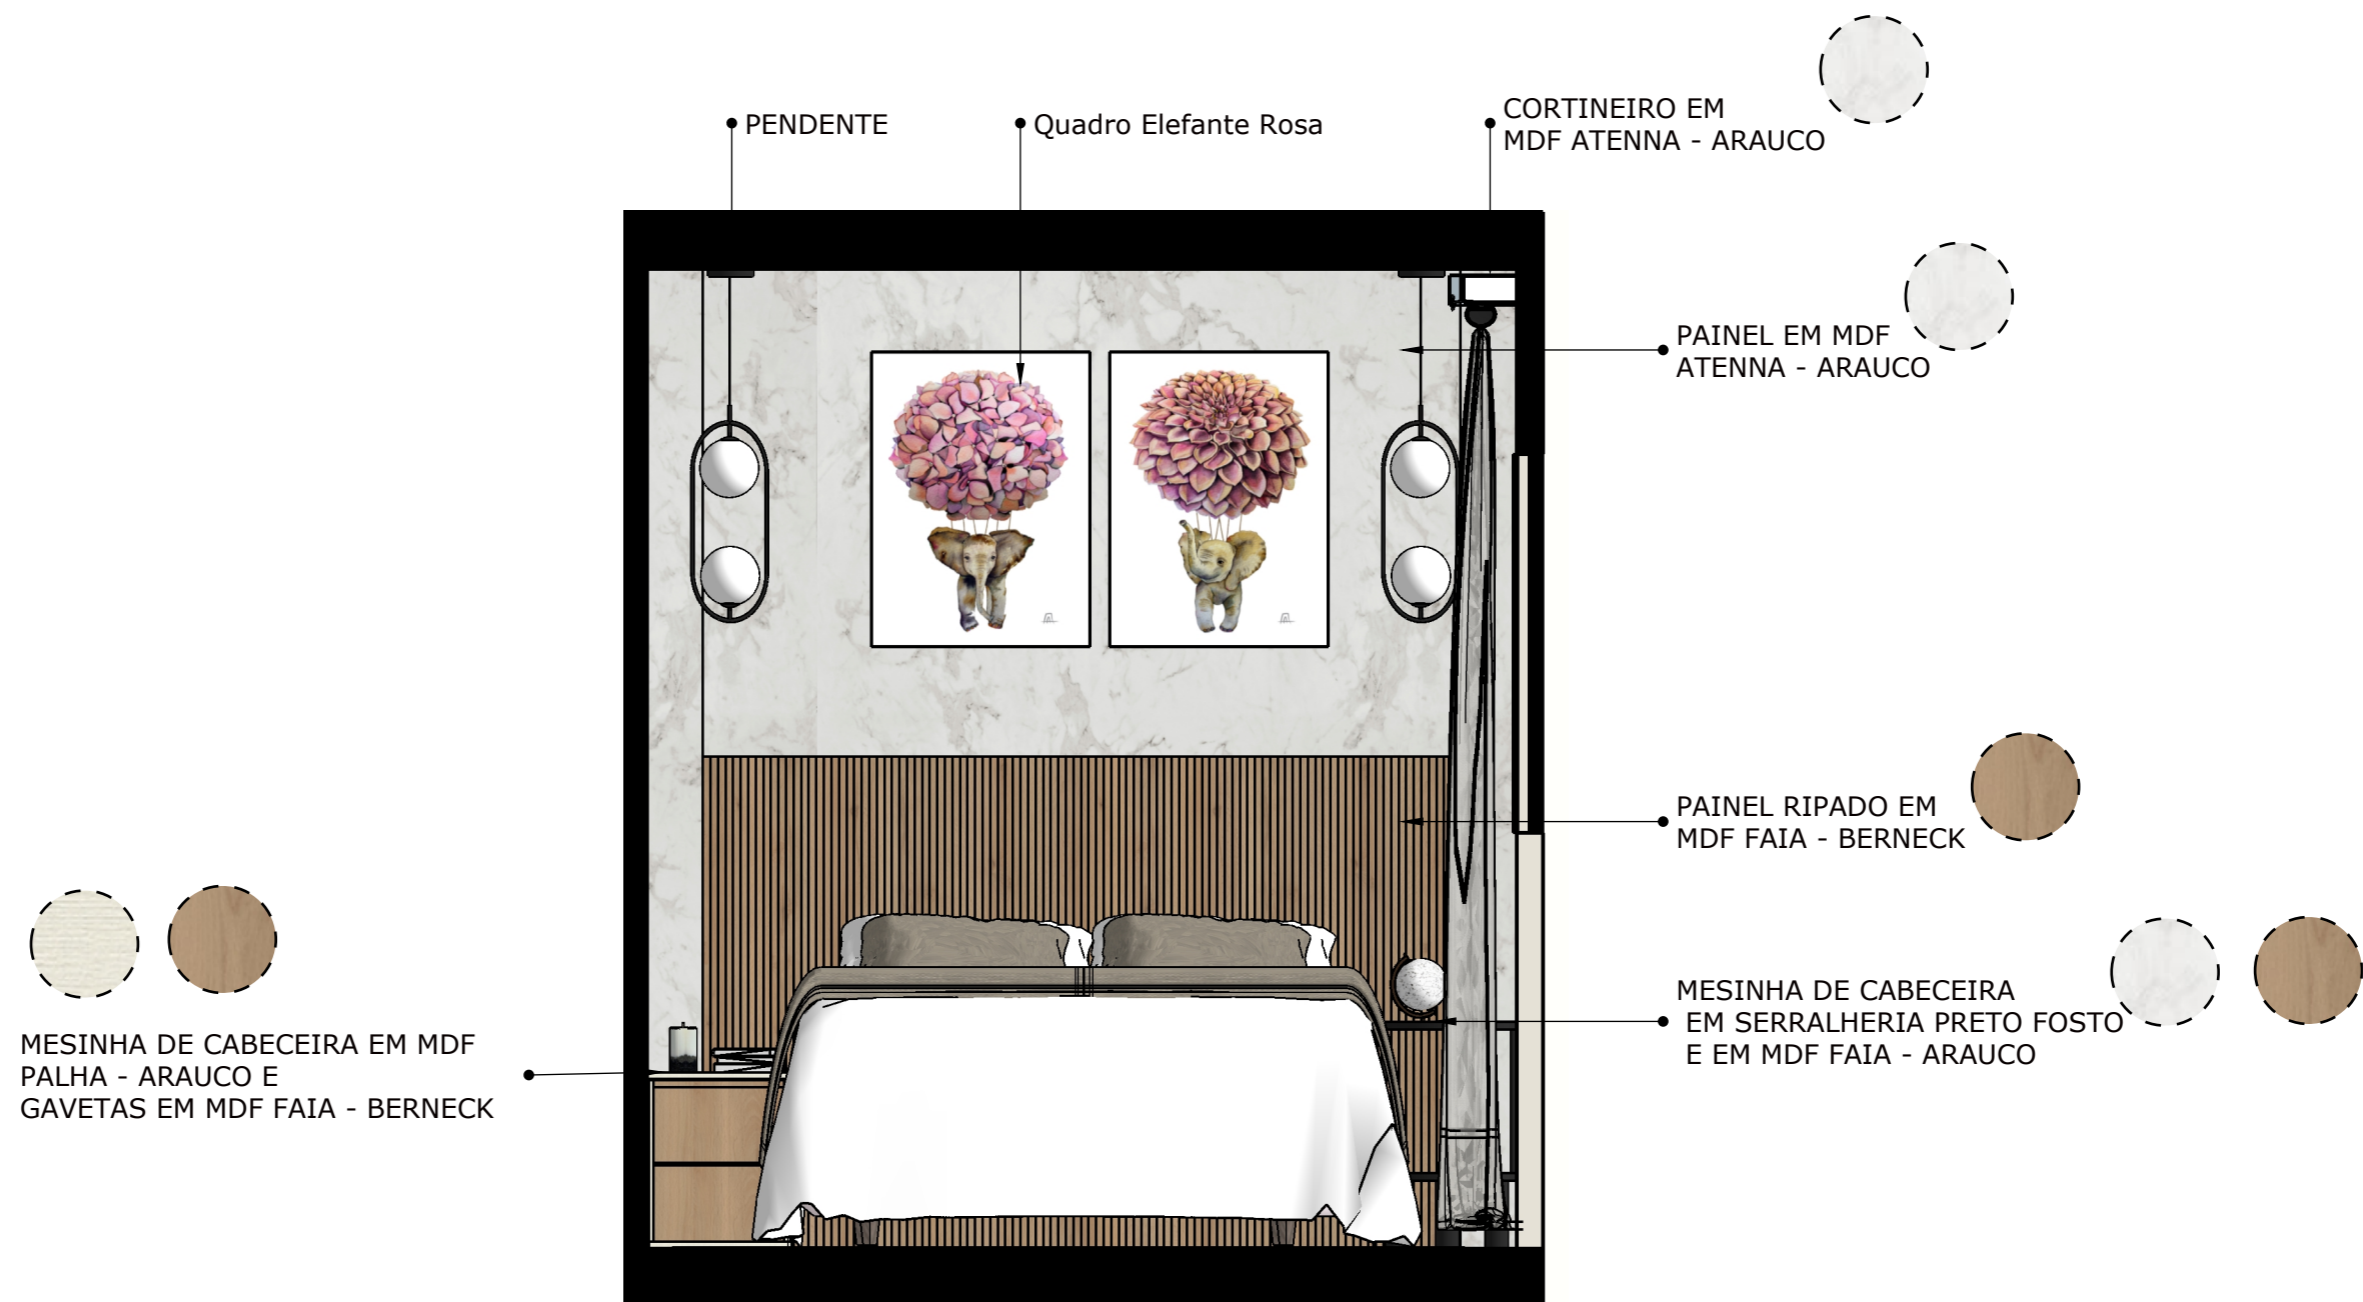 PENDENTE
Quadro Elefante Rosa
CORTINEIRO EM
MDF ATENNA - ARAUCO
PAINEL EM MDF
ATENNA - ARAUCO
PAINEL RIPADO EM
MDF FAIA - BERNECK
MESINHA DE CABECEIRA
EM SERRALHERIA PRETO FOSTO
E EM MDF FAIA - ARAUCO
MESINHA DE CABECEIRA EM MDF
PALHA - ARAUCO E
GAVETAS EM MDF FAIA - BERNECK